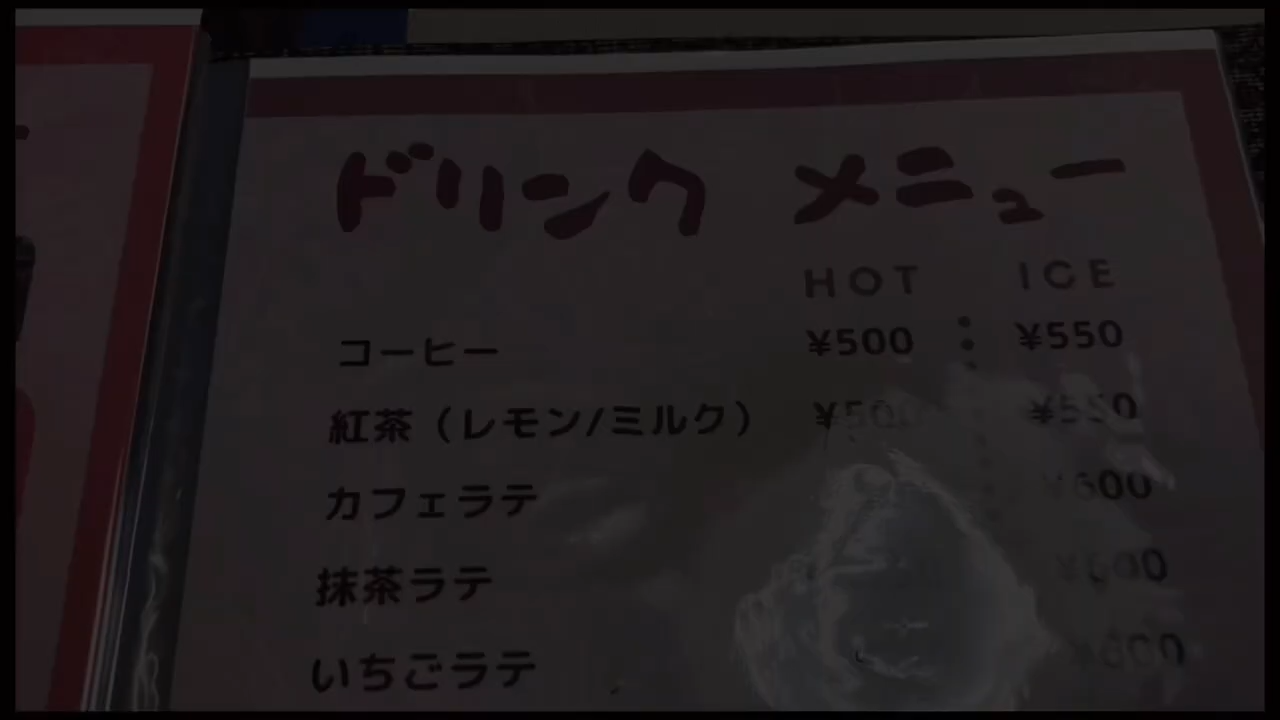 ドリンク メニュー
HOT ICE
コーヒー ¥500 ¥550
紅茶（レモン/ミルク） ¥500 ¥550
カフェラテ ¥600
抹茶ラテ ¥600
いちごラテ ¥600